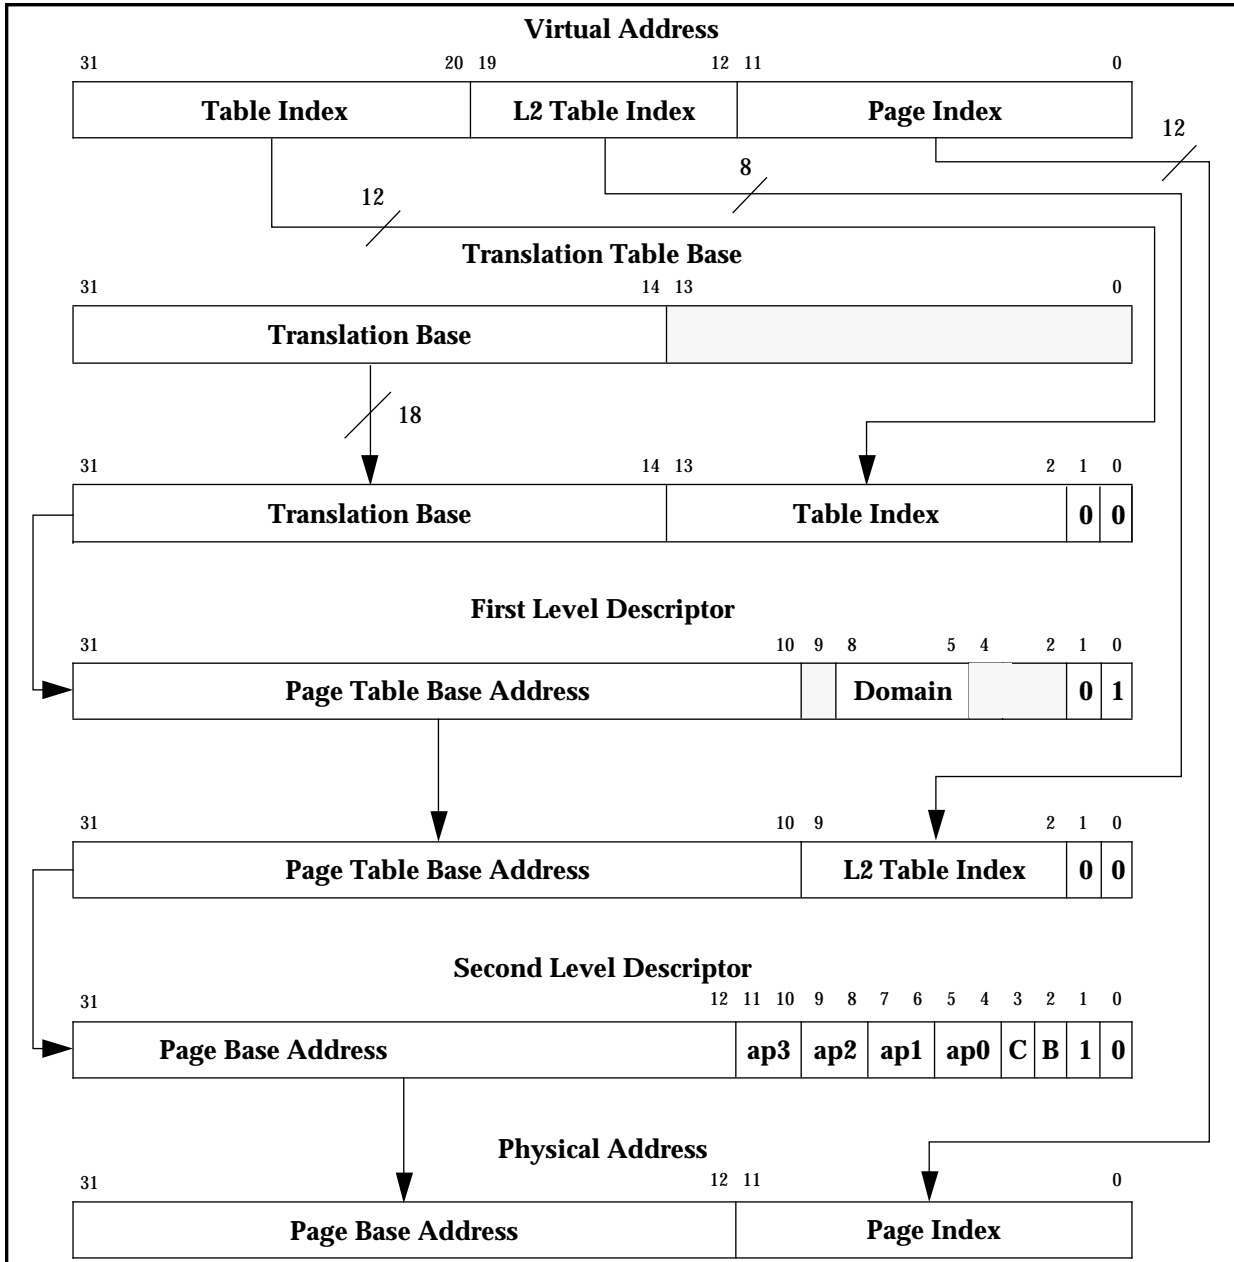 Virtual Address
31 20 19 12 11 0
Table Index L2 Table Index Page Index
12
8
12
Translation Table Base
31 14 13 0
Translation Base
18
31 14 13 2 1 0
Translation Base Table Index 0 0
First Level Descriptor
31 10 9 8 5 4 2 1 0
Page Table Base Address Domain 0 1
31 10 9 2 1 0
Page Table Base Address L2 Table Index 0 0
Second Level Descriptor
31 12 11 10 9 8 7 6 5 4 3 2 1 0
Page Base Address ap3 ap2 ap1 ap0 C B 1 0
Physical Address
31 12 11 0
Page Base Address Page Index